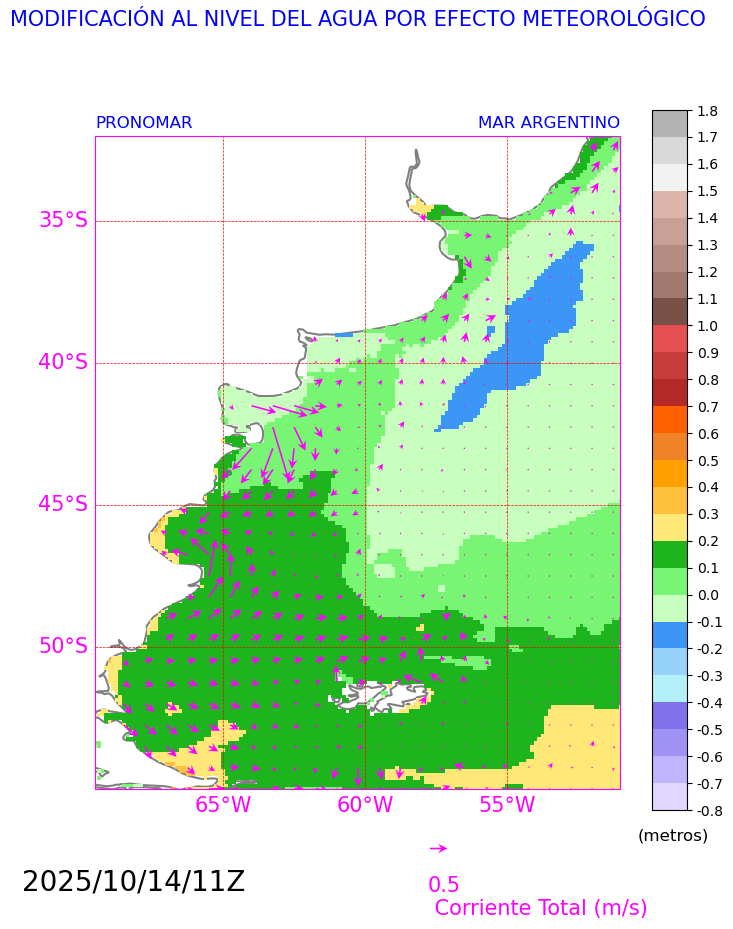 MODIFICACIÓN AL NIVEL DEL AGUA POR EFECTO METEOROLÓGICO
PRONOMAR MAR ARGENTINO
35°S
40°S
45°S
50°S
65°W 60°W 55°W
1.8
1.7
1.6
1.5
1.4
1.3
1.2
1.1
1.0
0.9
0.8
0.7
0.6
0.5
0.4
0.3
0.2
0.1
0.0
-0.1
-0.2
-0.3
-0.4
-0.5
-0.6
-0.7
-0.8
(metros)
2025/10/14/11Z
0.5
Corriente Total (m/s)